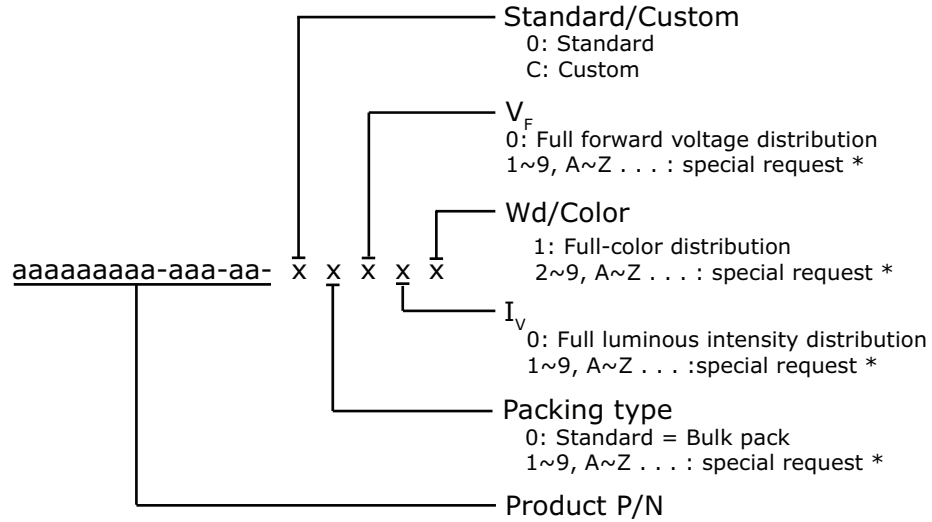 Standard/Custom
0: Standard
C: Custom
VF
0: Full forward voltage distribution
1~9, A~Z . . . : special request *
Wd/Color
1: Full-color distribution
2~9, A~Z . . . : special request *
aaaaaaaaa-aaa-aa- x x x x x
IV
0: Full luminous intensity distribution
1~9, A~Z . . . :special request *
Packing type
0: Standard = Bulk pack
1~9, A~Z . . . : special request *
Product P/N